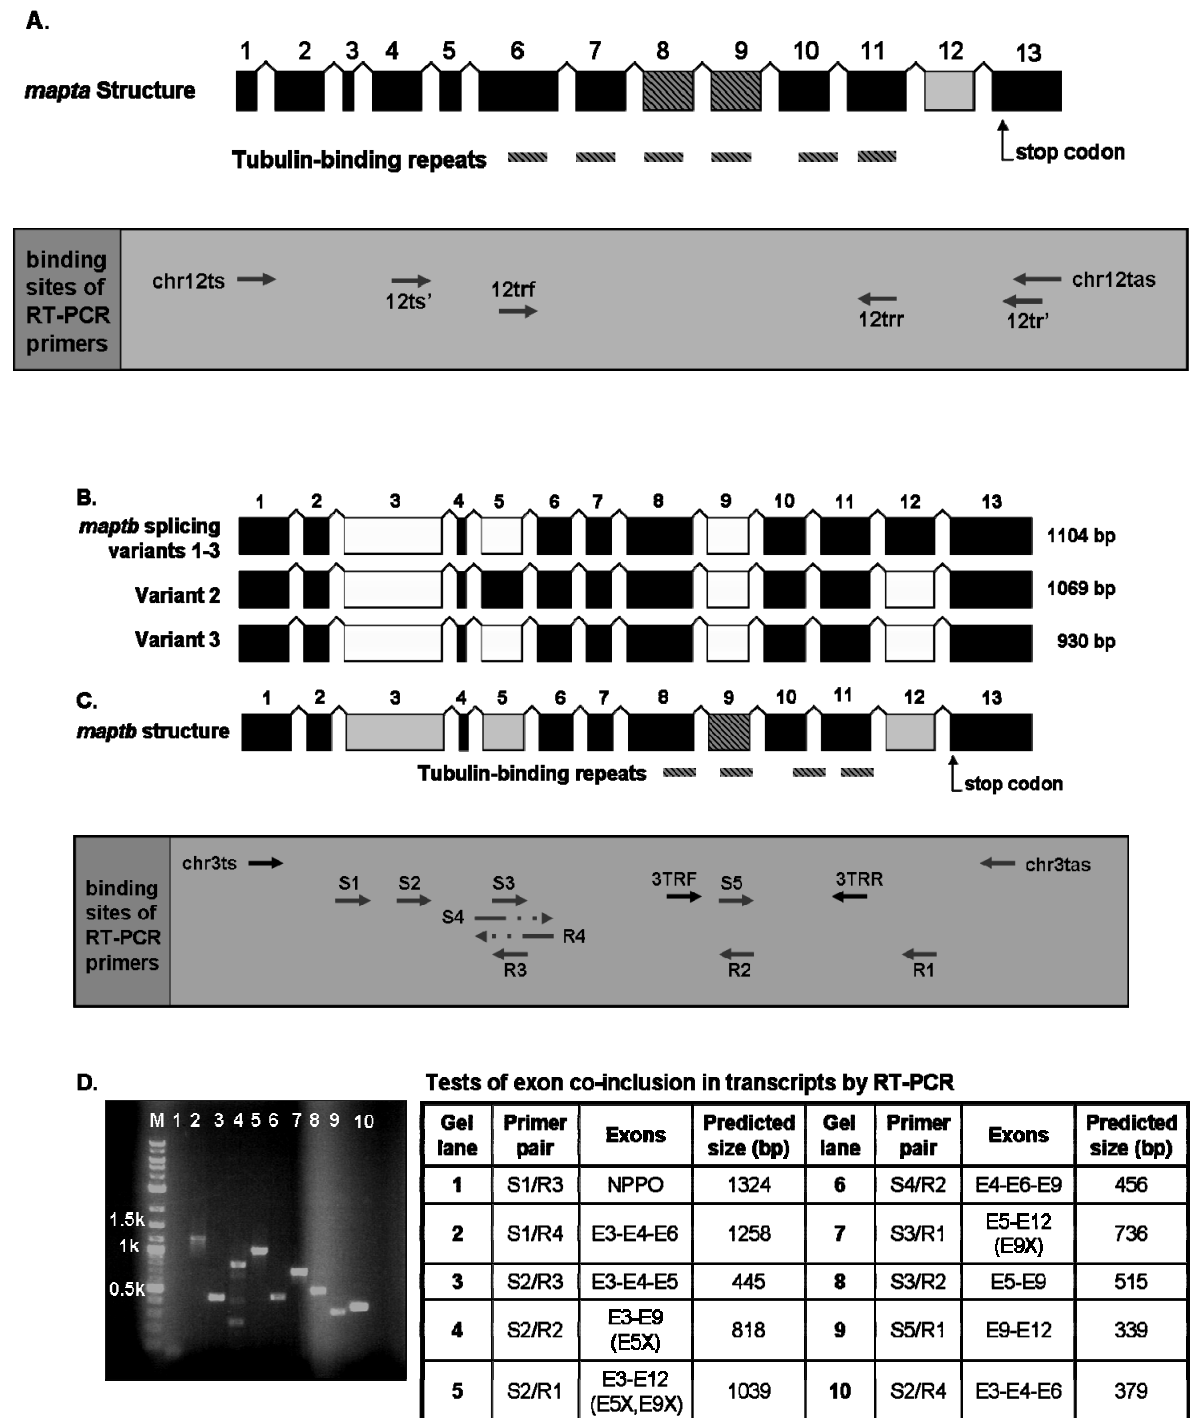 A.
1 2 3 4 5 6 7 8 9 10 11 12 13
mapta Structure
Tubulin-binding repeats
stop codon
binding
sites of
RT-PCR
primers
chr12ts
12ts'
12trf
12trr
chr12tas
12tr'
B.
1 2 3 4 5 6 7 8 9 10 11 12 13
maptb splicing
variants 1-3
1104 bp
Variant 2
1069 bp
Variant 3
930 bp
C.
1 2 3 4 5 6 7 8 9 10 11 12 13
maptb structure
Tubulin-binding repeats
stop codon
binding
sites of
RT-PCR
primers
chr3ts
S1
S2
S3
S4
R4
R3
3TRF
S5
3TRR
chr3tas
R2
R1
D.
M 1 2 3 4 5 6 7 8 9 10
1.5k
1k
0.5k
Tests of exon co-inclusion in transcripts by RT-PCR
Gel lane Primer pair Exons Predicted size (bp) Gel lane Primer pair Exons Predicted size (bp)
1 S1/R3 NPPO 1324 6 S4/R2 E4-E6-E9 456
2 S1/R4 E3-E4-E6 1258 7 S3/R1 E5-E12 (E9X) 736
3 S2/R3 E3-E4-E5 445 8 S3/R2 E5-E9 515
4 S2/R2 E3-E9 (E5X) 818 9 S5/R1 E9-E12 339
5 S2/R1 E3-E12 (E5X,E9X) 1039 10 S2/R4 E3-E4-E6 379